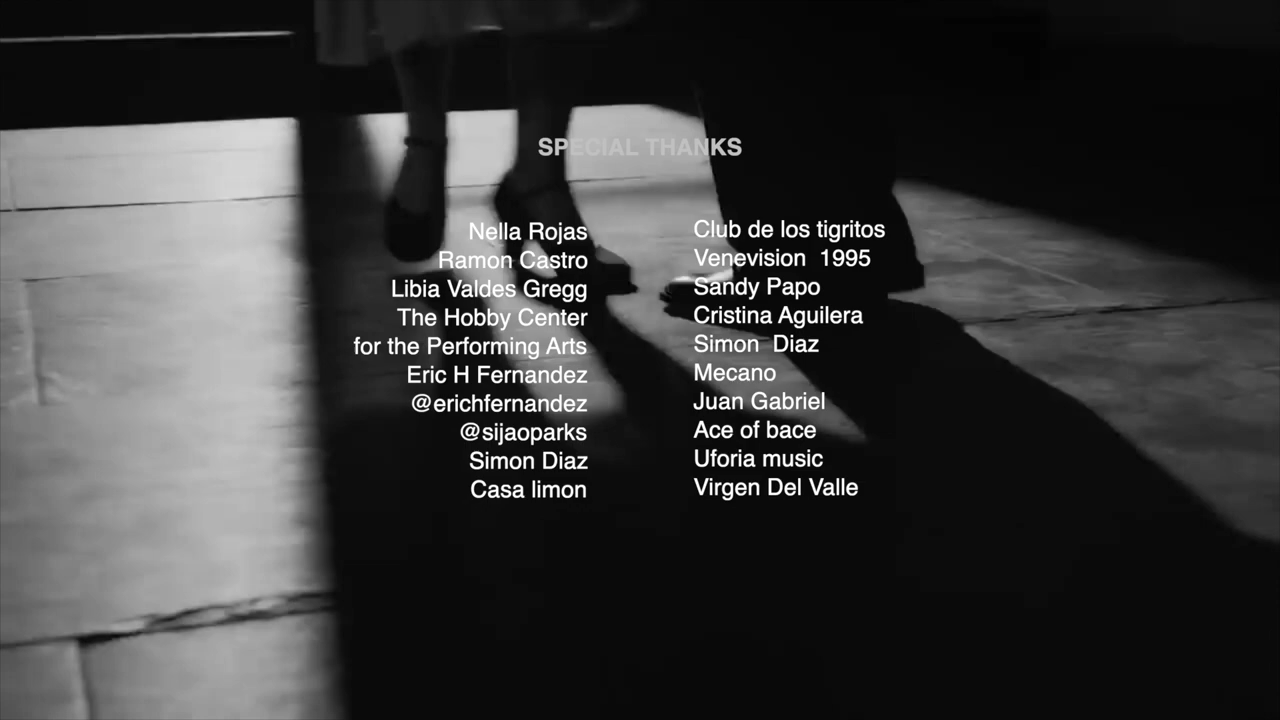 SPECIAL THANKS
Nella Rojas
Ramon Castro
Libia Valdes Gregg
The Hobby Center
for the Performing Arts
Eric H Fernandez
@erichfernandez
@sijaoparks
Simon Diaz
Casa limon
Club de los tigritos
Venevision  1995
Sandy Papo
Cristina Aguilera
Simon  Diaz
Mecano
Juan Gabriel
Ace of bace
Uforia music
Virgen Del Valle